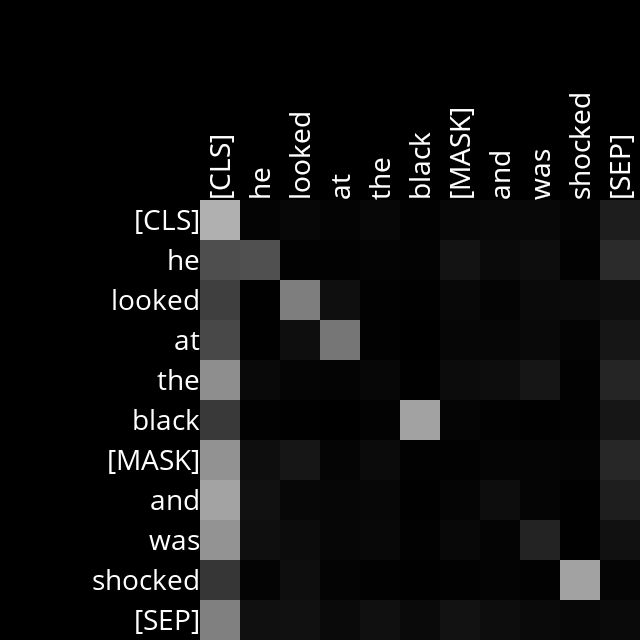 [CLS] he looked at the black [MASK] and was shocked [SEP]
[CLS]
he
looked
at
the
black
[MASK]
and
was
shocked
[SEP]